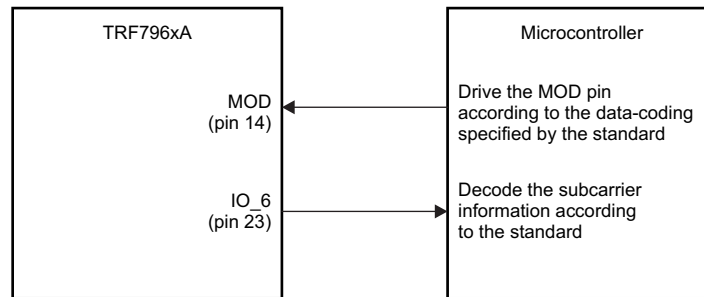 TRF796xA
Microcontroller
MOD
(pin 14)
Drive the MOD pin
according to the data-coding
specified by the standard
IO_6
(pin 23)
Decode the subcarrier
information according
to the standard